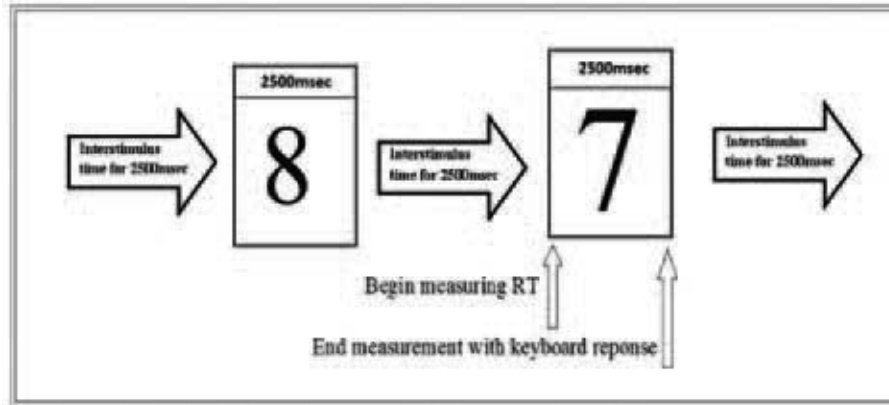 Interstimulus
time for 2500msec
2500msec
8
Interstimulus
time for 2500msec
2500msec
7
Interstimulus
time for 2500msec
Begin measuring RT
End measurement with keyboard reponse